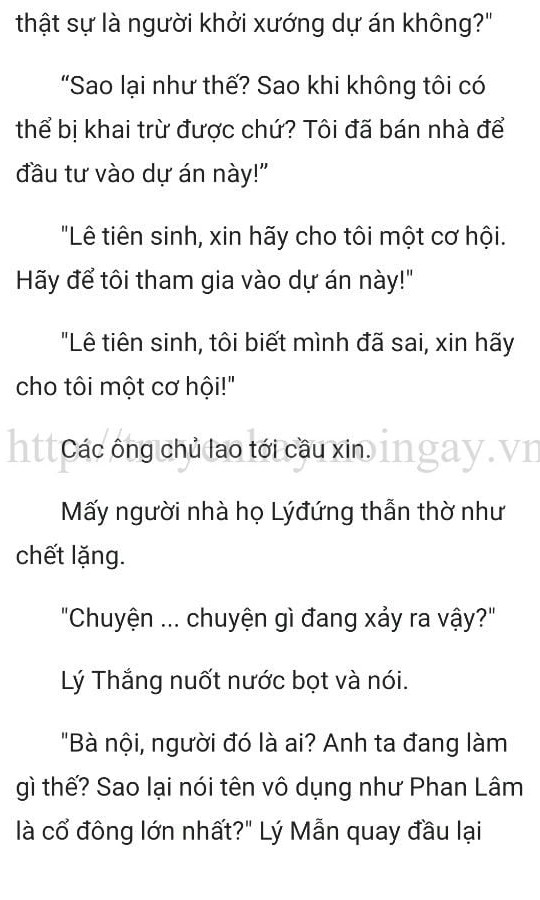 thật sự là người khởi xướng dự án không?"
“Sao lại như thế? Sao khi không tôi có
thể bị khai trừ được chứ? Tôi đã bán nhà để
đầu tư vào dự án này!”
"Lê tiên sinh, xin hãy cho tôi một cơ hội.
Hãy để tôi tham gia vào dự án này!"
"Lê tiên sinh, tôi biết mình đã sai, xin hãy
cho tôi một cơ hội!"
http://truyenhaymoingay.vn
Các ông chủ lao tới cầu xin.
Mấy người nhà họ Lýđứng thẫn thờ như
chết lặng.
"Chuyện ... chuyện gì đang xảy ra vậy?"
Lý Thắng nuốt nước bọt và nói.
"Bà nội, người đó là ai? Anh ta đang làm
gì thế? Sao lại nói tên vô dụng như Phan Lâm
là cổ đông lớn nhất?" Lý Mẫn quay đầu lại